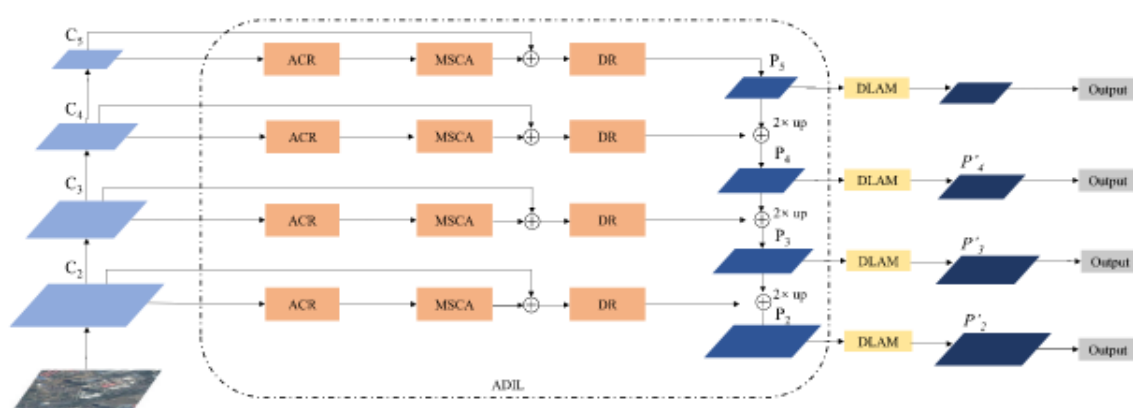 C5
ACR MSCA DR P5
DLAM Output
C4
2× up
ACR MSCA DR
P4
P'4
DLAM Output
C3
ACR MSCA DR
2× up
P3
P'3
DLAM Output
C2
2× up
ACR MSCA DR
P2
P'2
DLAM Output
ADIL